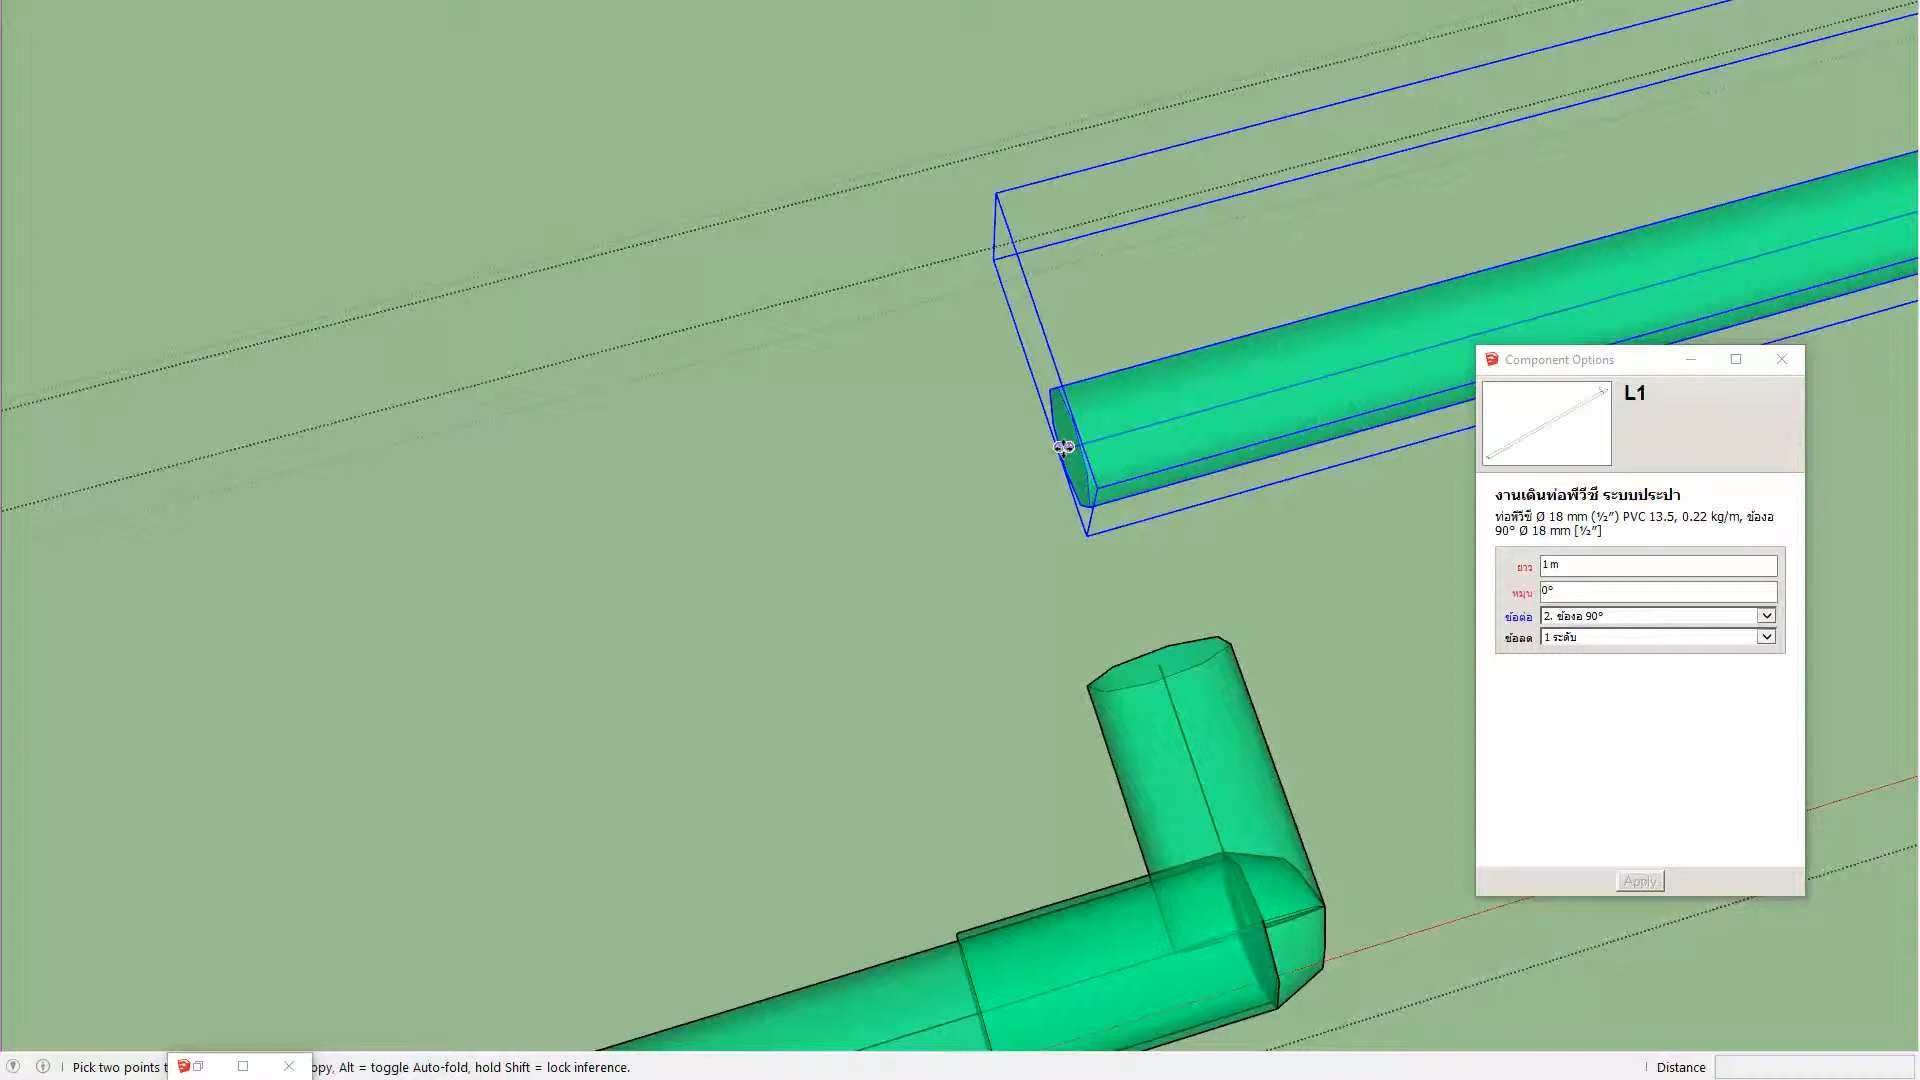 Component Options
L1
งานเดินท่อพีวีซี ระบบประปา
ท่อพีวีซี Ø 18 mm (½″) PVC 13.5, 0.22 kg/m, ข้องอ
90° Ø 18 mm [½″]
ยาว 1 m
หมุน 0°
ข้อต่อ 2. ข้องอ 90°
ข้อลด 1 ระดับ
Apply
Pick two points
opy, Alt = toggle Auto-fold, hold Shift = lock inference.
Distance